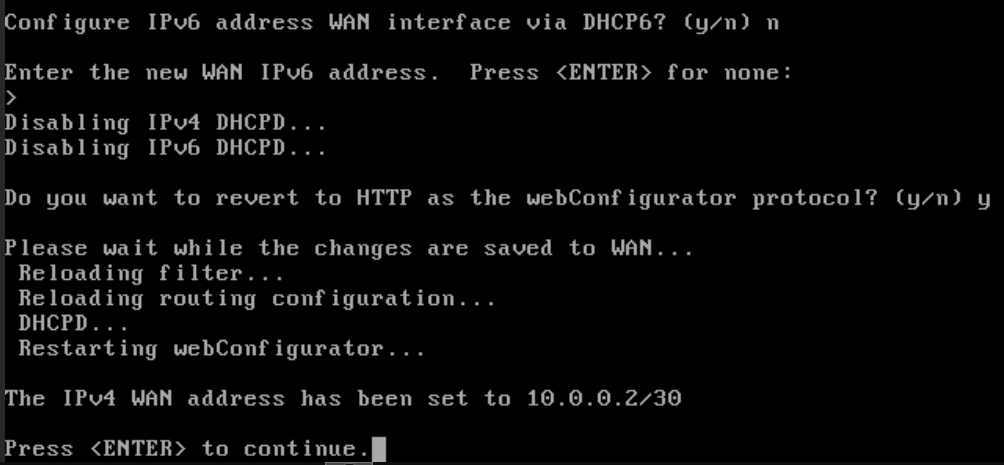 Configure IPv6 address WAN interface via DHCP6? (y/n) n
Enter the new WAN IPv6 address.  Press <ENTER> for none:
>
Disabling IPv4 DHCPD...
Disabling IPv6 DHCPD...
Do you want to revert to HTTP as the webConfigurator protocol? (y/n) y
Please wait while the changes are saved to WAN...
 Reloading filter...
 Reloading routing configuration...
 DHCPD...
 Restarting webConfigurator...
The IPv4 WAN address has been set to 10.0.0.2/30
Press <ENTER> to continue.